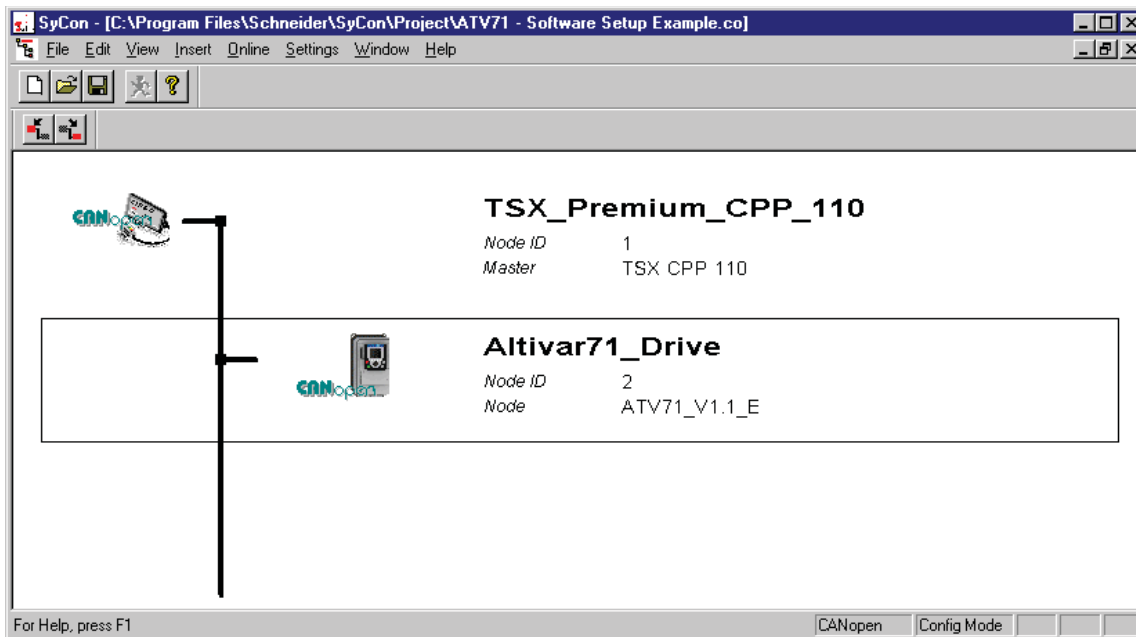 SyCon - [C:\Program Files\Schneider\SyCon\Project\ATV71 - Software Setup Example.co]
File Edit View Insert Online Settings Window Help
CANopen
TSX_Premium_CPP_110
Node ID 1
Master TSX CPP 110
CANopen
Altivar71_Drive
Node ID 2
Node ATV71_V1.1_E
For Help, press F1
CANopen
Config Mode